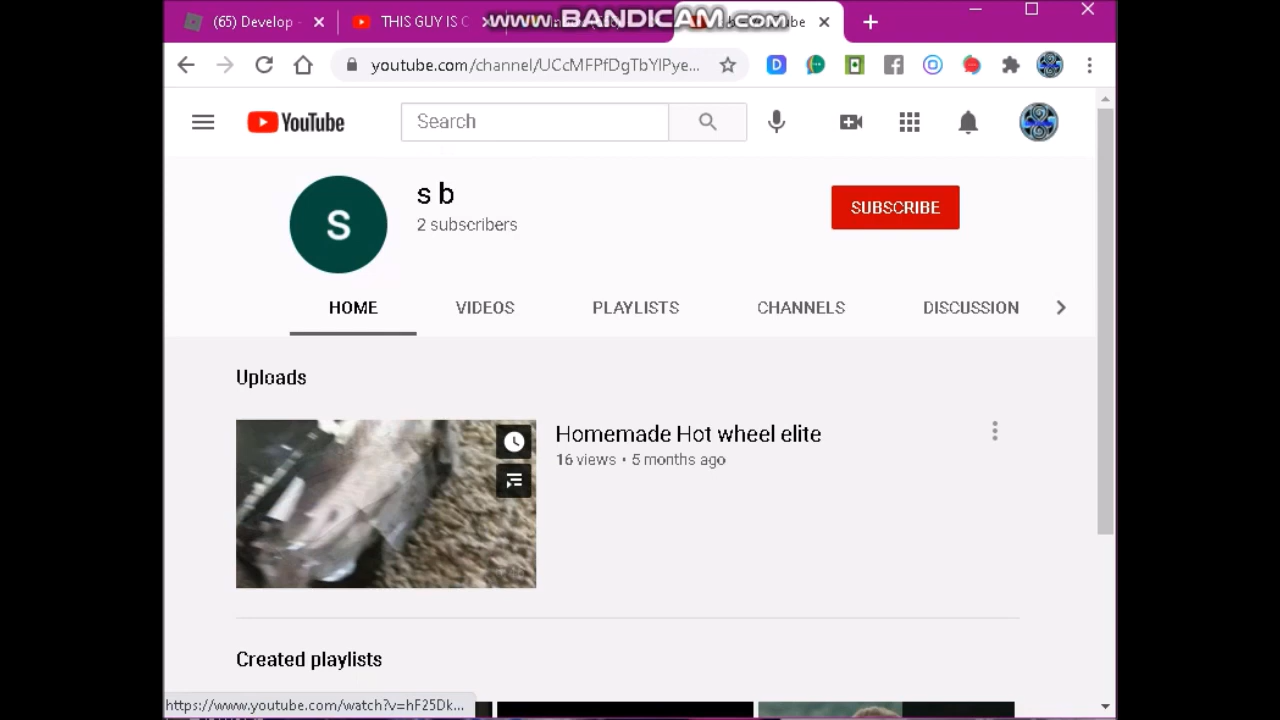 (65) Develop -
THIS GUY IS C
www.BANDICAM.com
youtube.com/channel/UCcMFPfDgTbYlPye...
YouTube
Search
S
s b
2 subscribers
SUBSCRIBE
HOME
VIDEOS
PLAYLISTS
CHANNELS
DISCUSSION
Uploads
Homemade Hot wheel elite
16 views • 5 months ago
Created playlists
https://www.youtube.com/watch?v=hF25Dk...